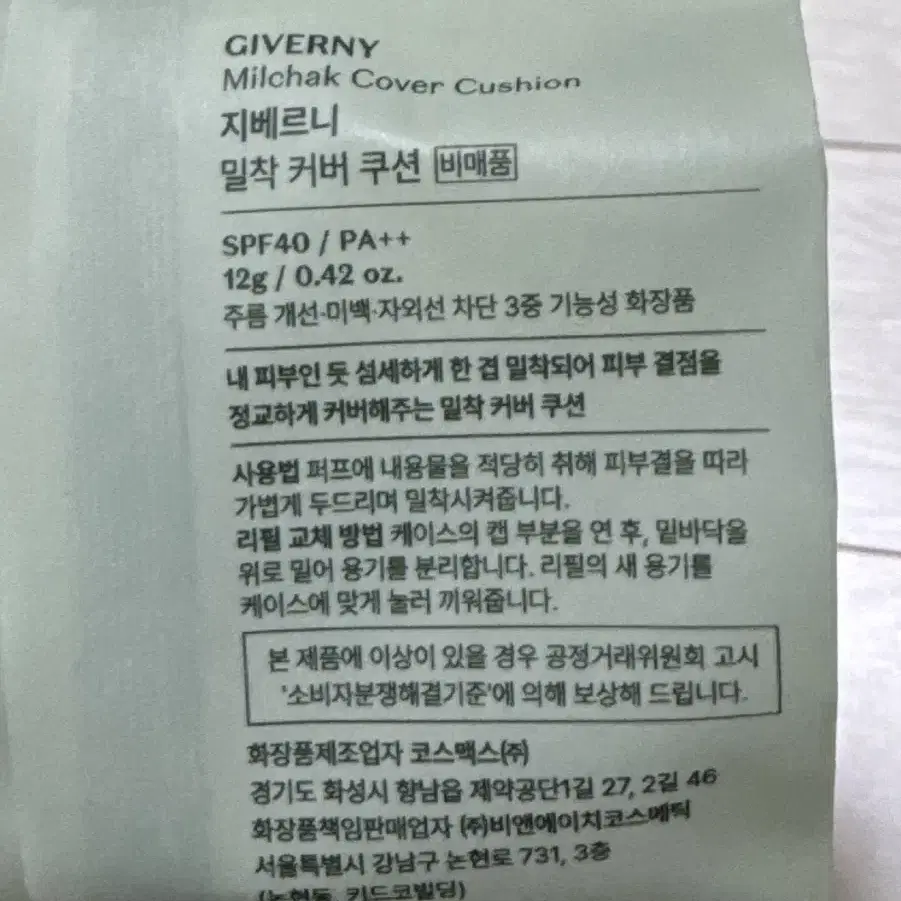 GIVERNY
Milchak Cover Cushion
지베르니
밀착 커버 쿠션 비매품
SPF40 / PA++
12g / 0.42 oz.
주름 개선·미백·자외선 차단 3중 기능성 화장품
내 피부인 듯 섬세하게 한 겹 밀착되어 피부 결점을
정교하게 커버해주는 밀착 커버 쿠션
사용법 퍼프에 내용물을 적당히 취해 피부결을 따라
가볍게 두드리며 밀착시켜줍니다.
리필 교체 방법 케이스의 캡 부분을 연 후, 밑바닥을
위로 밀어 용기를 분리합니다. 리필의 새 용기를
케이스에 맞게 눌러 끼워줍니다.
본 제품에 이상이 있을 경우 공정거래위원회 고시
'소비자분쟁해결기준'에 의해 보상해 드립니다.
화장품제조업자 코스맥스(주)
경기도 화성시 향남읍 제약공단1길 27, 2길 46
화장품책임판매업자 (주)비앤에이치코스메틱
서울특별시 강남구 논현로 731, 3층
(논현동, 키드코빌딩)